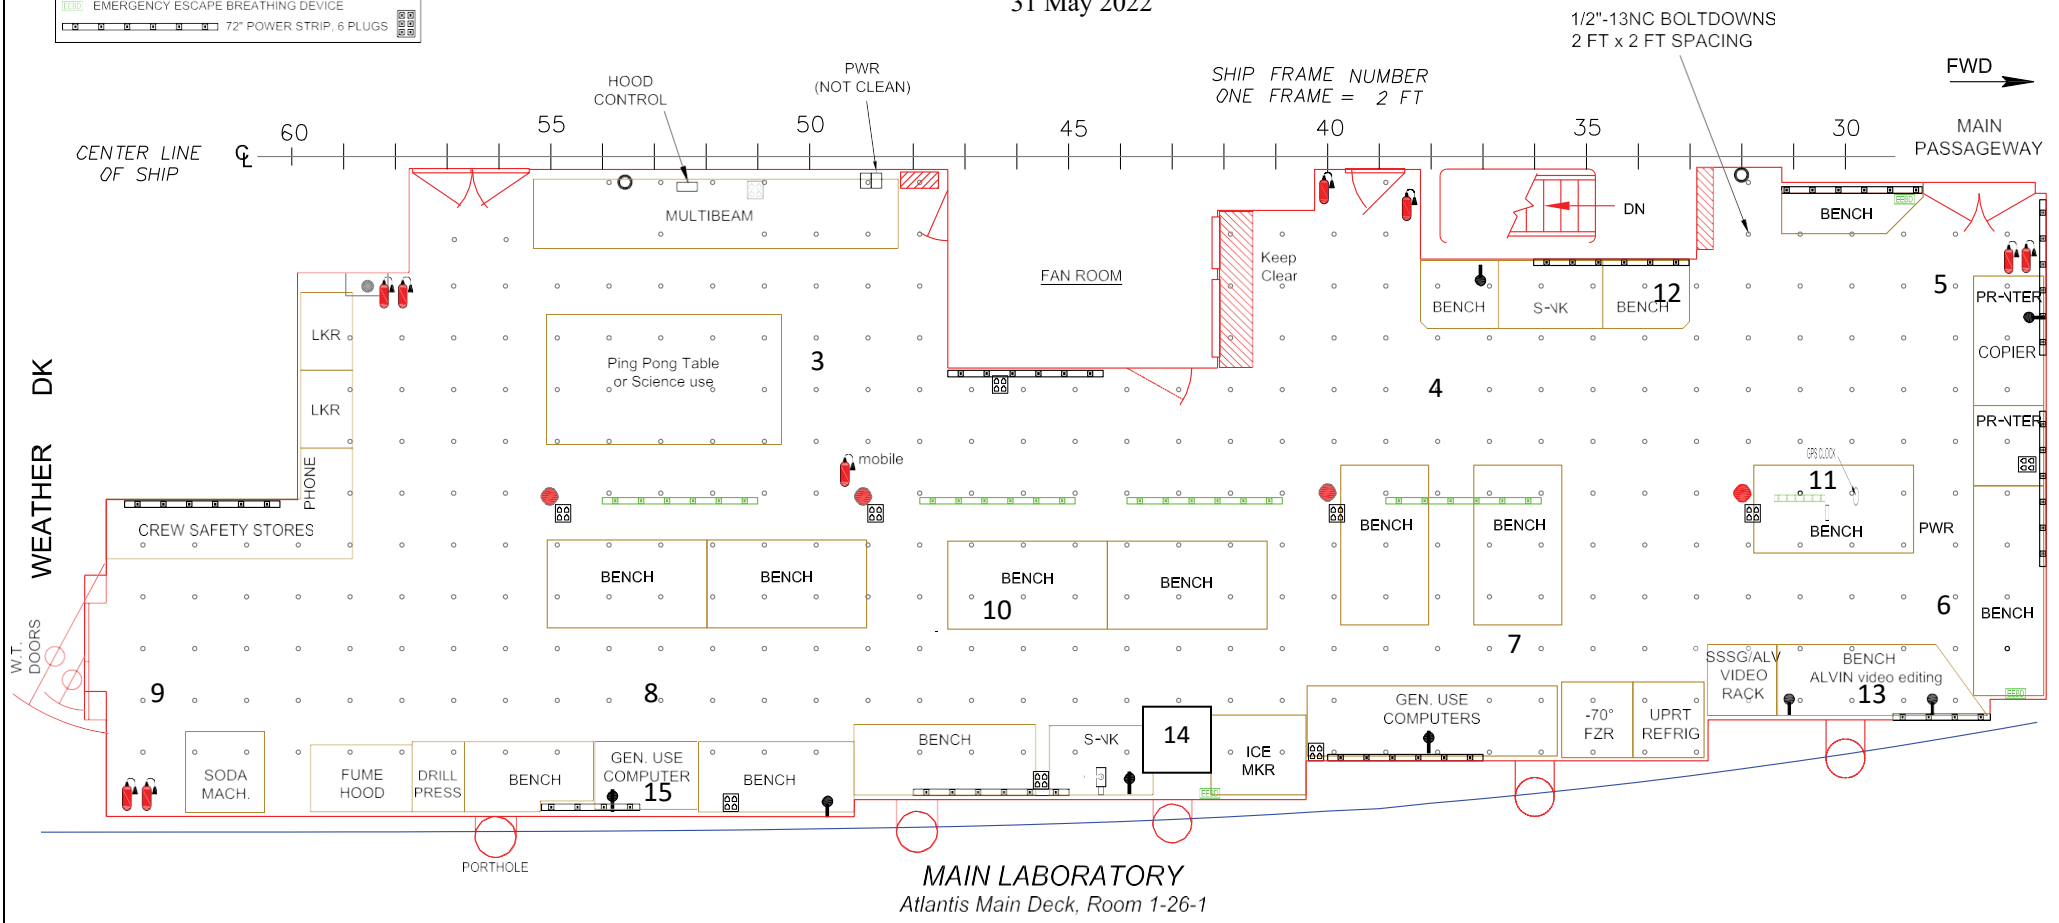 EEBD EMERGENCY ESCAPE BREATHING DEVICE
72" POWER STRIP, 6 PLUGS
31 May 2022
1/2"-13NC BOLTDOWNS
2 FT x 2 FT SPACING
FWD
HOOD
CONTROL
PWR
(NOT CLEAN)
SHIP FRAME NUMBER
ONE FRAME = 2 FT
MAIN
PASSAGEWAY
CENTER LINE
OF SHIP
CL
60
55
50
45
40
35
30
MULTIBEAM
FAN ROOM
Keep
Clear
DN
BENCH
EEBD
BENCH
S-NK
BENCH
12
5
PR-NTER
COPIER
PR-NTER
LKR
LKR
PHONE
Ping Pong Table
or Science use
3
4
mobile
WEATHER DK
CREW SAFETY STORES
GPS CLOCK
11
BENCH
PWR
BENCH
BENCH
BENCH
BENCH
BENCH
10
BENCH
6
BENCH
7
W.T.
DOORS
9
8
SSSG/ALV
VIDEO
RACK
BENCH
ALVIN video editing
13
EEBD
GEN. USE
COMPUTERS
-70°
FZR
UPRT
REFRIG
SODA
MACH.
FUME
HOOD
DRILL
PRESS
BENCH
GEN. USE
COMPUTER
15
BENCH
BENCH
S-NK
14
ICE
MKR
EEBD
PORTHOLE
MAIN LABORATORY
Atlantis Main Deck, Room 1-26-1